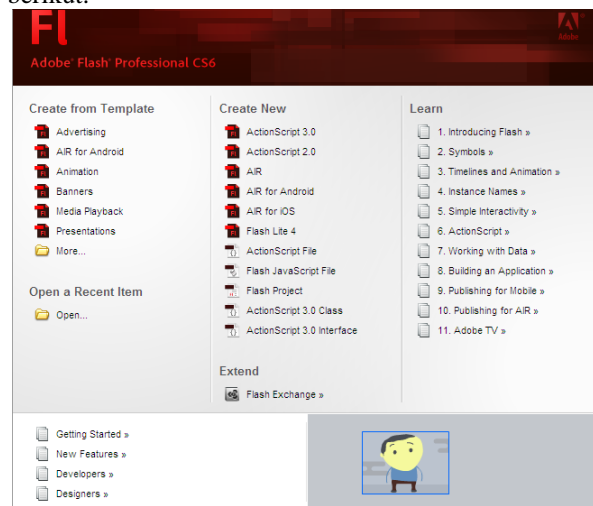 berikut:
Fl
Adobe
Adobe® Flash® Professional CS6
Create from Template
Advertising
AIR for Android
Animation
Banners
Media Playback
Presentations
More...
Open a Recent Item
Open...
Create New
ActionScript 3.0
ActionScript 2.0
AIR
AIR for Android
AIR for iOS
Flash Lite 4
ActionScript File
Flash JavaScript File
Flash Project
ActionScript 3.0 Class
ActionScript 3.0 Interface
Extend
Flash Exchange »
Learn
1. Introducing Flash »
2. Symbols »
3. Timelines and Animation »
4. Instance Names »
5. Simple Interactivity »
6. ActionScript »
7. Working with Data »
8. Building an Application »
9. Publishing for Mobile »
10. Publishing for AIR »
11. Adobe TV »
Getting Started »
New Features »
Developers »
Designers »